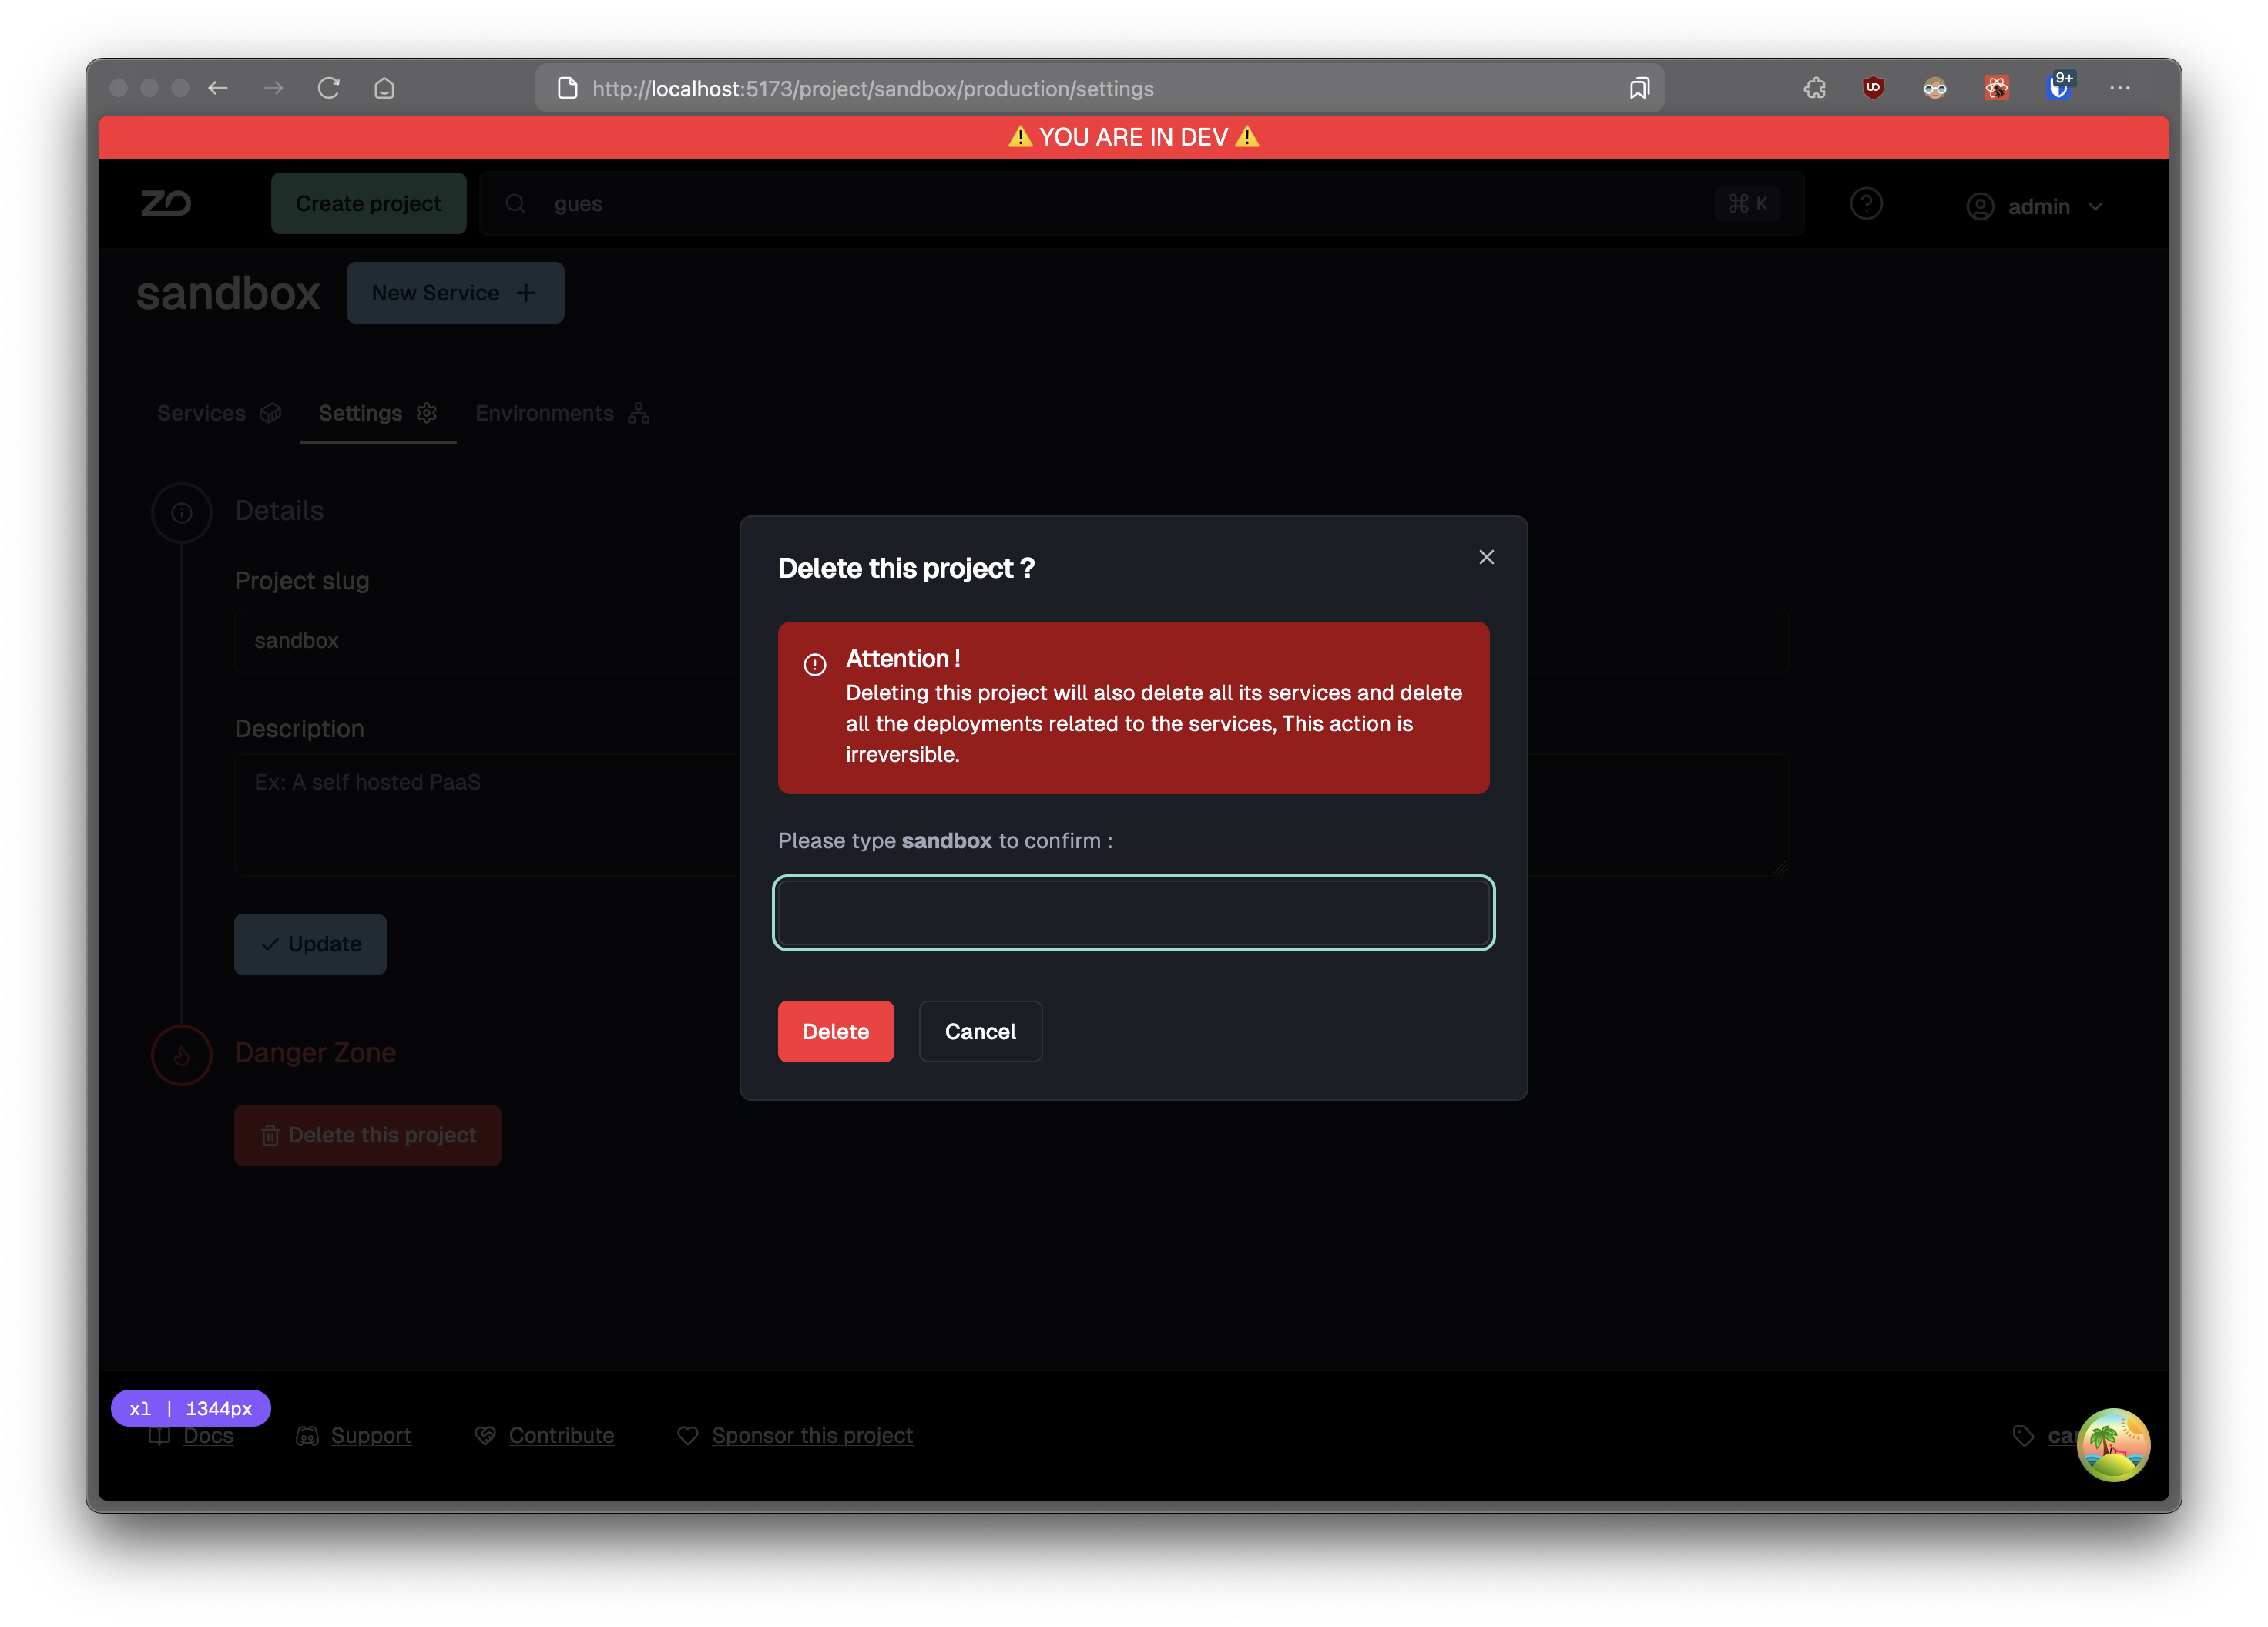 http://localhost:5173/project/sandbox/production/settings
9+
⚠️ YOU ARE IN DEV ⚠️
ZO
Create project
gues
⌘ K
admin
sandbox
New Service +
Services
Settings
Environments
Details
Project slug
sandbox
Description
Ex: A self hosted PaaS
Update
Danger Zone
Delete this project
Delete this project ?
Attention !
Deleting this project will also delete all its services and delete
all the deployments related to the services, This action is
irreversible.
Please type sandbox to confirm :
Delete
Cancel
xl | 1344px
Docs
Support
Contribute
Sponsor this project